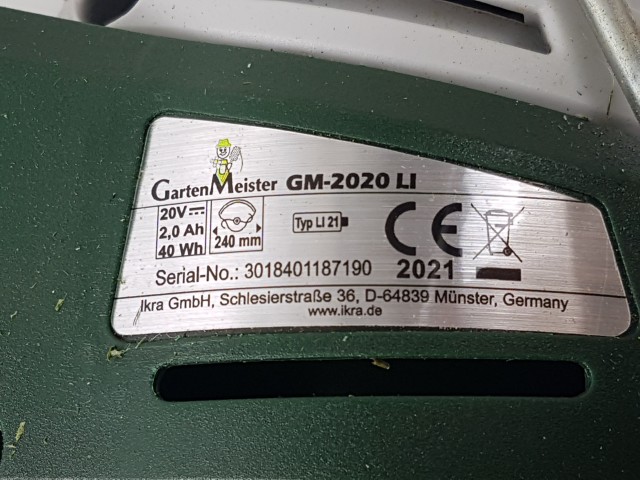 GartenMeister GM-2020 LI
20V⎓
2,0 Ah
40 Wh
240 mm
Typ LI 21
CE
Serial-No.: 3018401187190
2021
Ikra GmbH, Schlesierstraße 36, D-64839 Münster, Germany
www.ikra.de